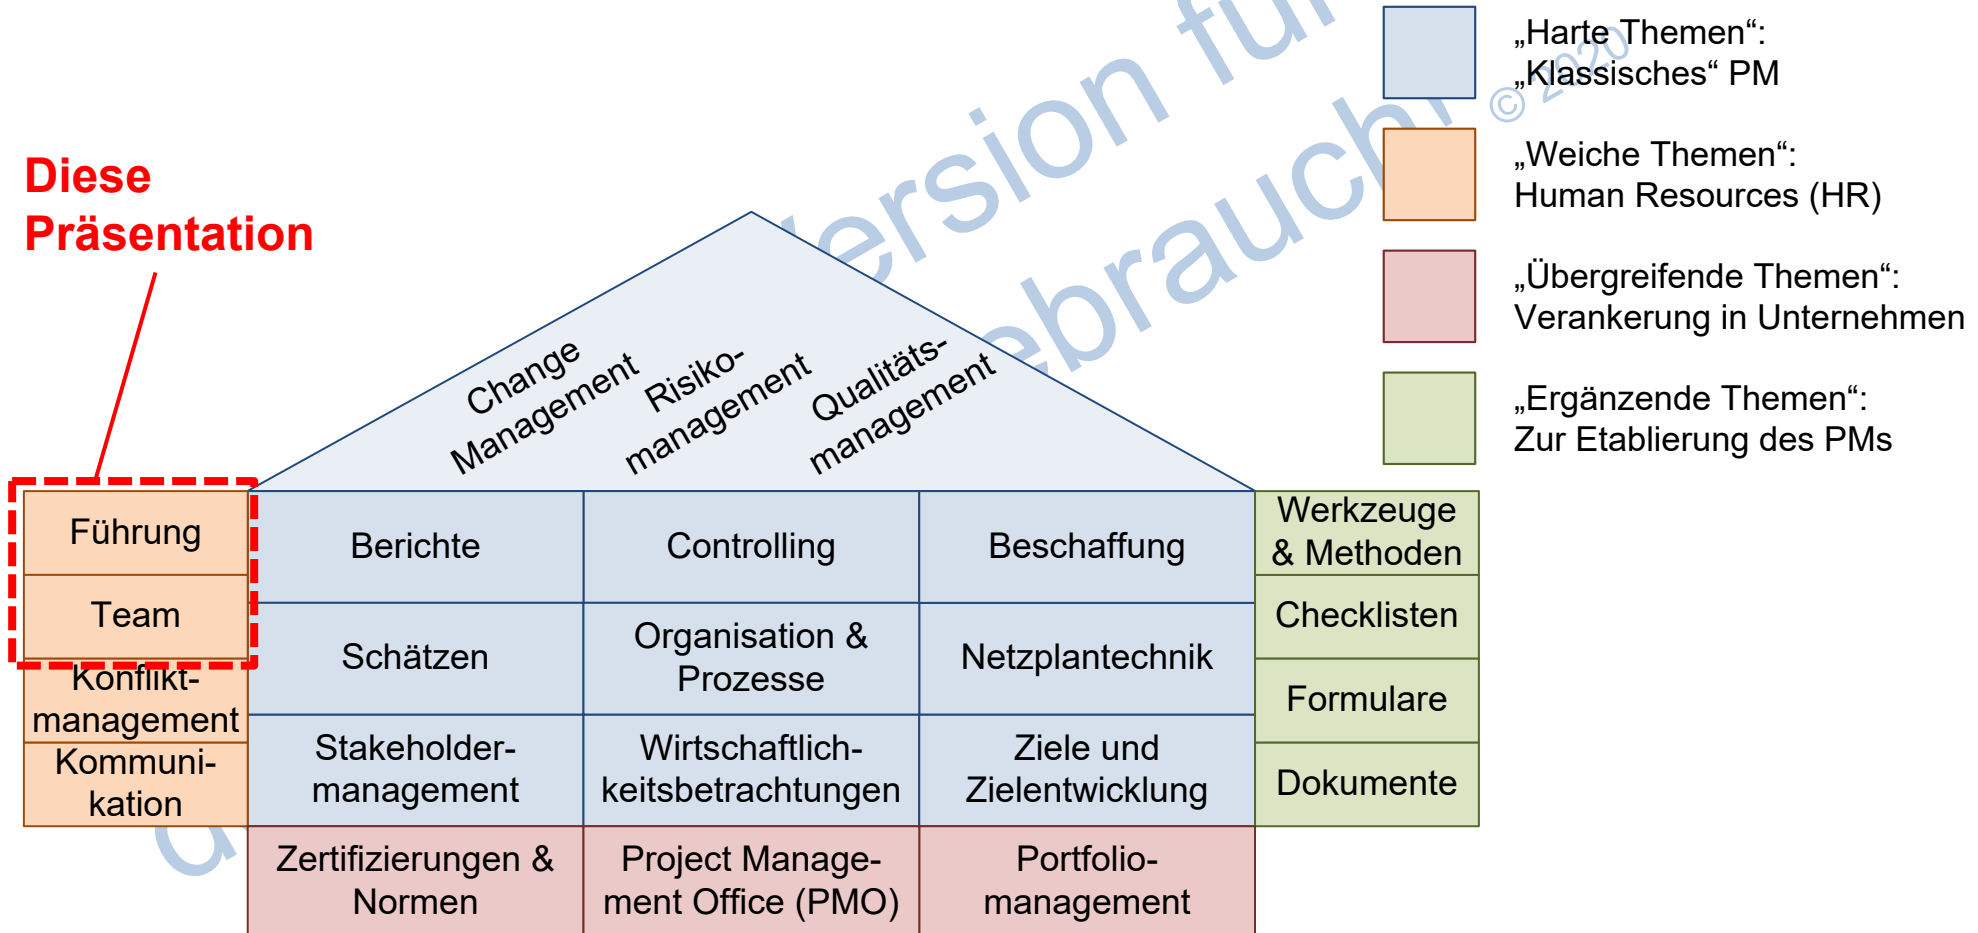 „Harte Themen“:
„Klassisches“ PM
„Weiche Themen“:
Human Resources (HR)
„Übergreifende Themen“:
Verankerung in Unternehmen
„Ergänzende Themen“:
Zur Etablierung des PMs
© 2020
Diese
Präsentation
Change
Management
Risiko-
management
Qualitäts-
management
Führung
Team
Konflikt-
management
Kommuni-
kation
Berichte
Controlling
Beschaffung
Schätzen
Organisation &
Prozesse
Netzplantechnik
Stakeholder-
management
Wirtschaftlich-
keitsbetrachtungen
Ziele und
Zielentwicklung
Werkzeuge
& Methoden
Checklisten
Formulare
Dokumente
Zertifizierungen &
Normen
Project Manage-
ment Office (PMO)
Portfolio-
management